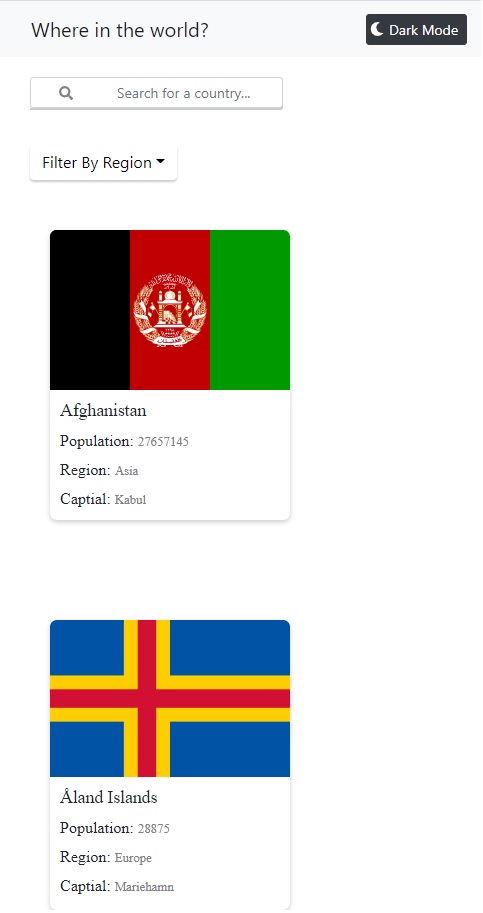 Where in the world?
Dark Mode
Search for a country...
Filter By Region
Afghanistan
Population: 27657145
Region: Asia
Captial: Kabul
Åland Islands
Population: 28875
Region: Europe
Captial: Mariehamn